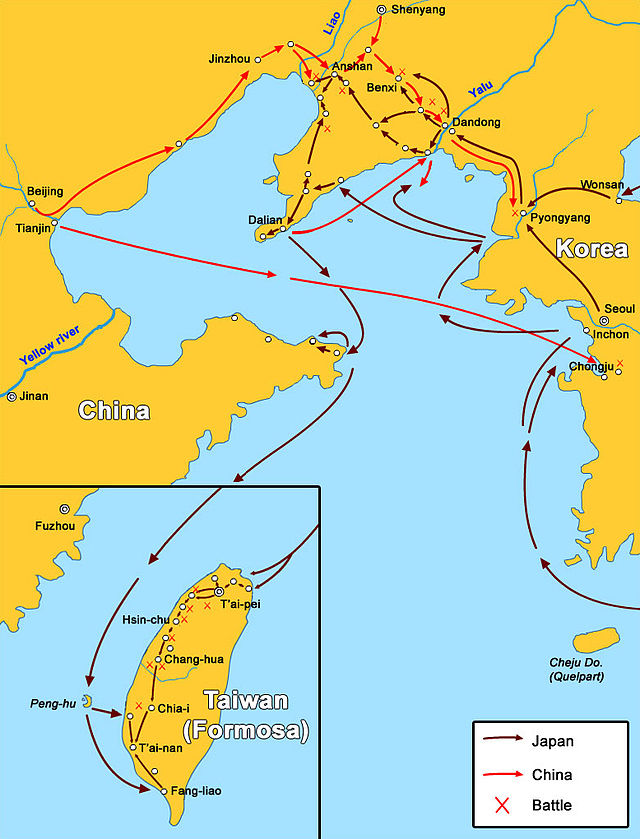 Shenyang
Liao
Jinzhou
Anshan
Benxi
Yalu
Dandong
Beijing
Wonsan
Tianjin
Dalian
Pyongyang
Korea
Seoul
Inchon
Yellow river
Chongju
Jinan
China
Fuzhou
T'ai-pei
Hsin-chu
Chang-hua
Cheju Do.
(Quelpart)
Peng-hu
Taiwan
(Formosa)
Chia-i
T'ai-nan
Fang-liao
Japan
China
Battle